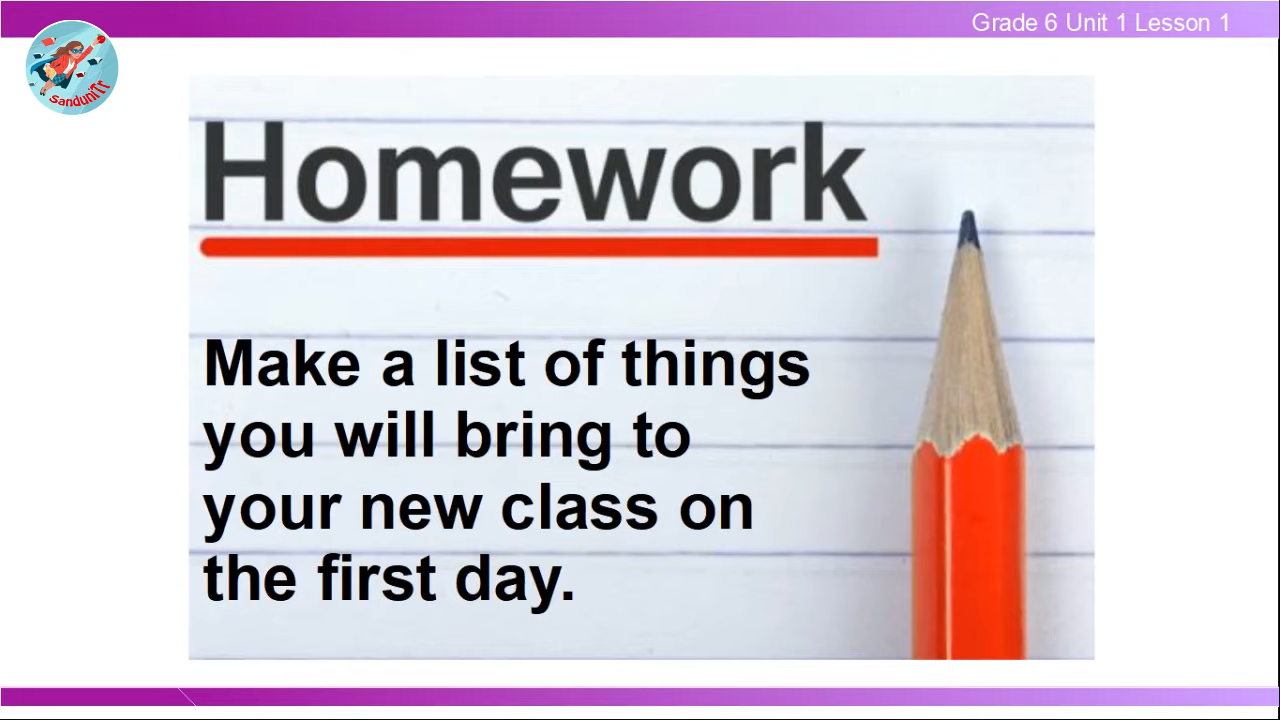 Grade 6 Unit 1 Lesson 1
SanduniTr
Homework
Make a list of things
you will bring to
your new class on
the first day.